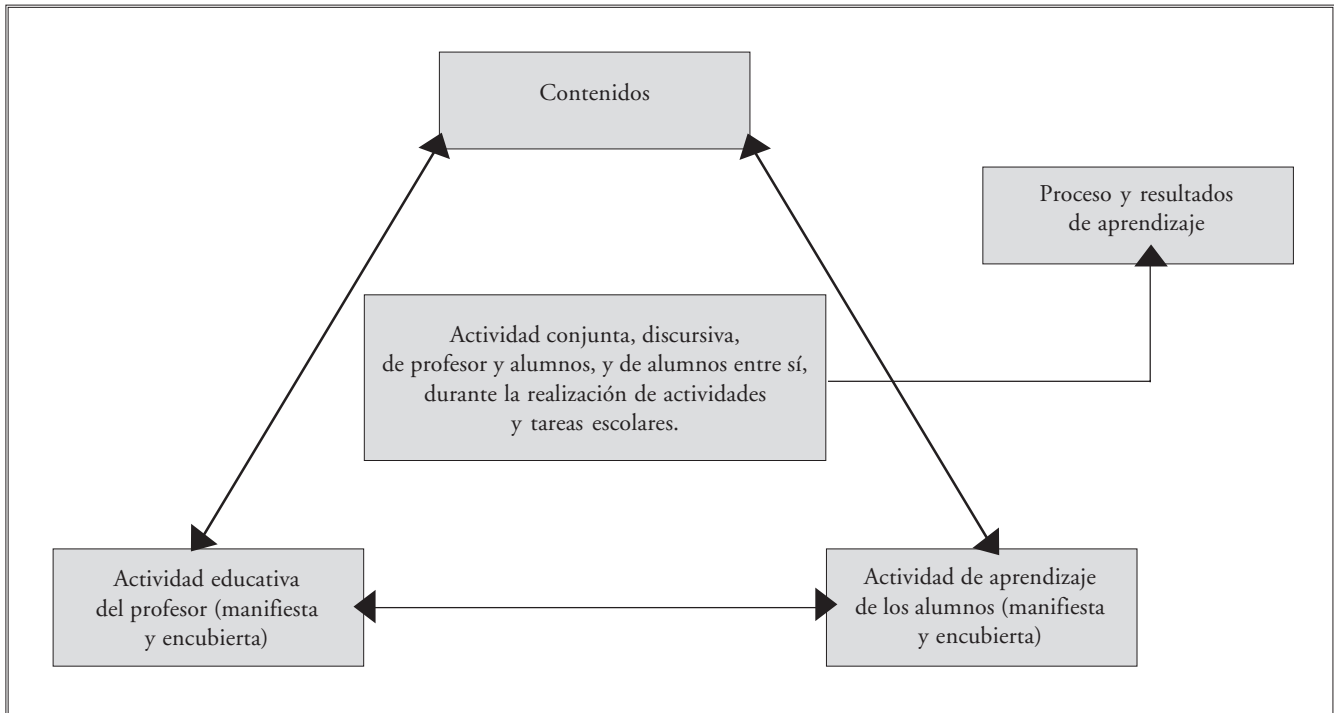 Contenidos
Proceso y resultados
de aprendizaje
Actividad conjunta, discursiva,
de profesor y alumnos, y de alumnos entre sí,
durante la realización de actividades
y tareas escolares.
Actividad educativa
del profesor (manifiesta
y encubierta)
Actividad de aprendizaje
de los alumnos (manifiesta
y encubierta)